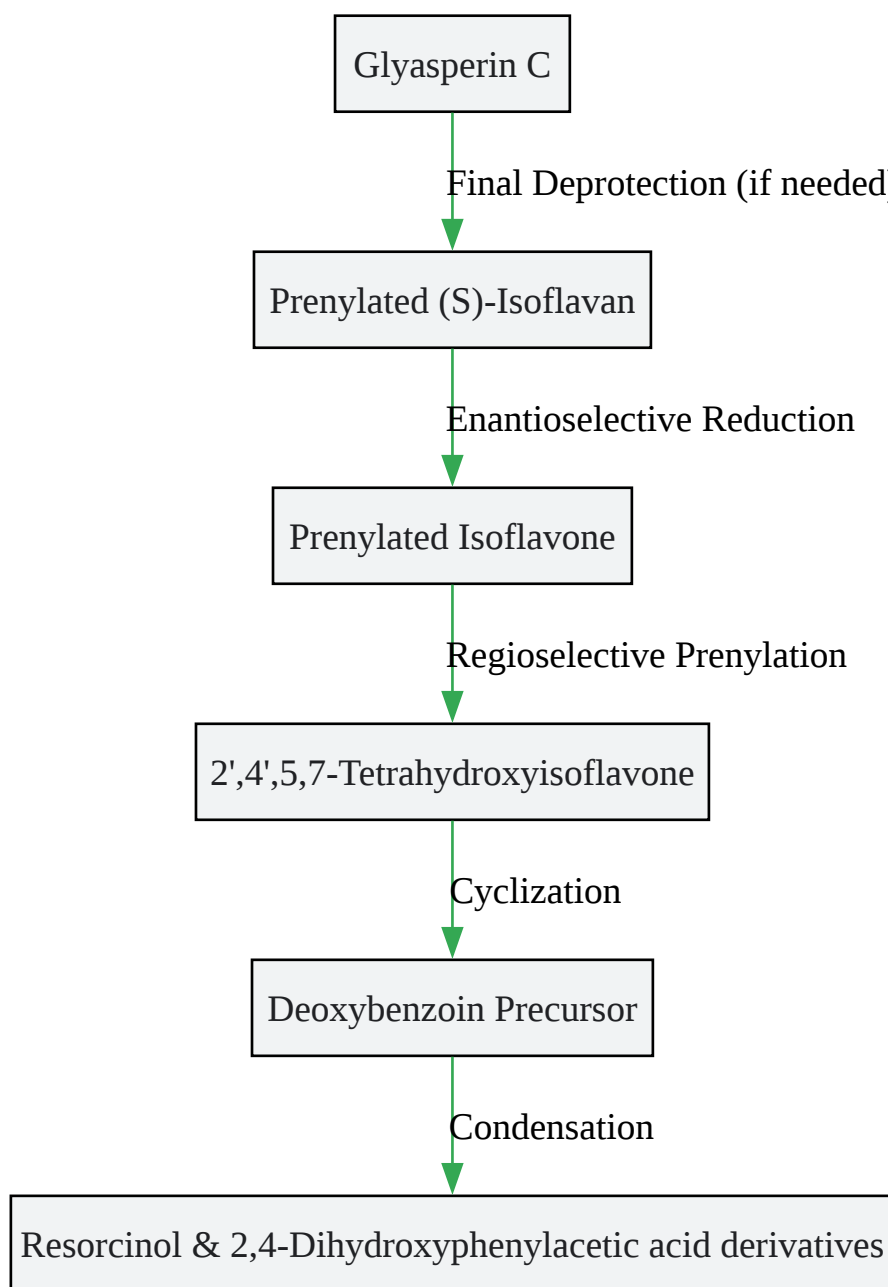 Glyasperin C
Final Deprotection (if needed)
Prenylated (S)-Isoflavan
Enantioselective Reduction
Prenylated Isoflavone
Regioselective Prenylation
2',4',5,7-Tetrahydroxyisoflavone
Cyclization
Deoxybenzoin Precursor
Condensation
Resorcinol & 2,4-Dihydroxyphenylacetic acid derivatives